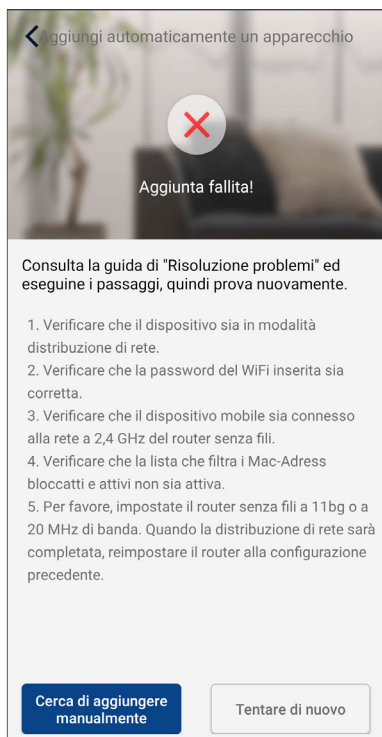 Aggiungi automaticamente un apparecchio
Aggiunta fallita!
Consulta la guida di "Risoluzione problemi" ed
eseguine i passaggi, quindi prova nuovamente.
1. Verificare che il dispositivo sia in modalità
distribuzione di rete.
2. Verificare che la password del WiFi inserita sia
corretta.
3. Verificare che il dispositivo mobile sia connesso
alla rete a 2,4 GHz del router senza fili.
4. Verificare che la lista che filtra i Mac-Adress
bloccatti e attivi non sia attiva.
5. Per favore, impostate il router senza fili a 11bg o a
20 MHz di banda. Quando la distribuzione di rete sarà
completata, reimpostare il router alla configurazione
precedente.
Cerca di aggiungere
manualmente
Tentare di nuovo